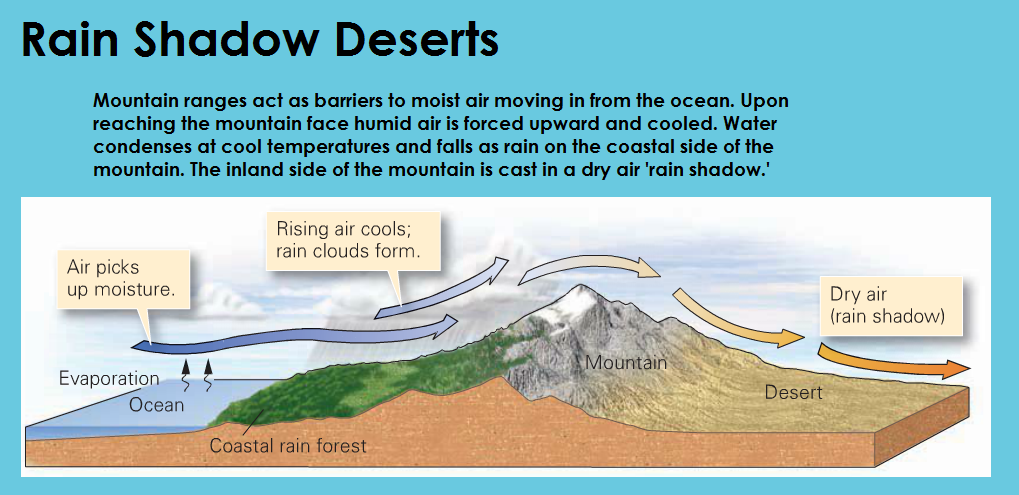 Rain Shadow Deserts
Mountain ranges act as barriers to moist air moving in from the ocean. Upon
reaching the mountain face humid air is forced upward and cooled. Water
condenses at cool temperatures and falls as rain on the coastal side of the
mountain. The inland side of the mountain is cast in a dry air 'rain shadow.'
Rising air cools;
rain clouds form.
Air picks
up moisture.
Dry air
(rain shadow)
Evaporation
Ocean
Mountain
Desert
Coastal rain forest